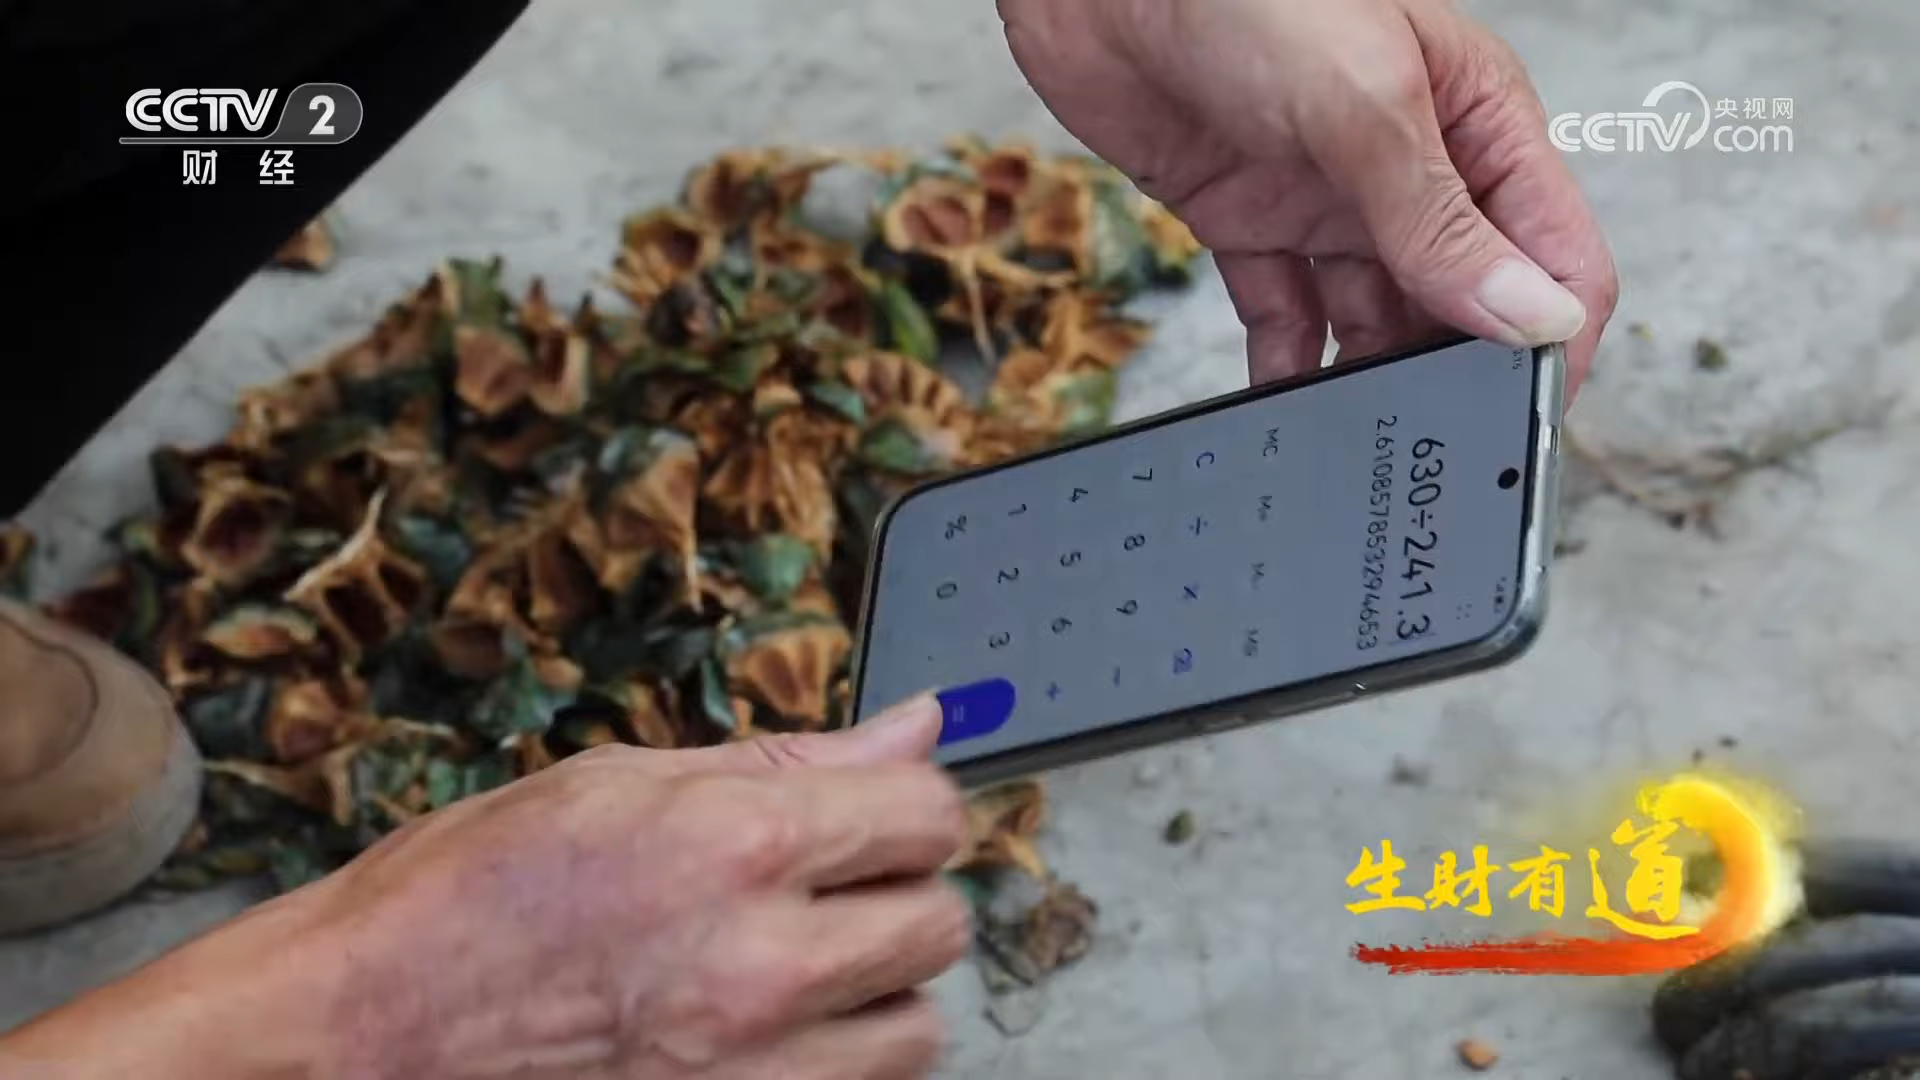 CCTV 2
财 经
央视网
CCTV.com
630÷241.3
2.610857853294653
MC
C ÷ ×
7 8 9 -
4 5 6 +
1 2 3 =
% 0 .
生财有道